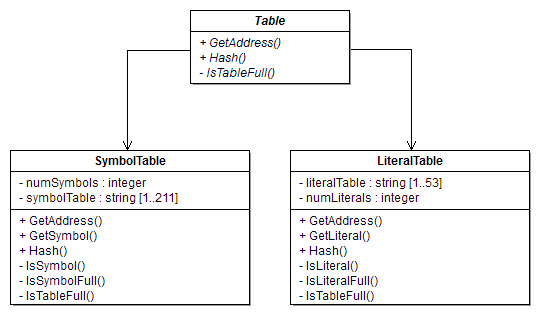 Table
+ GetAddress()
+ Hash()
- IsTableFull()
SymbolTable
- numSymbols : integer
- symbolTable : string [1..211]
+ GetAddress()
+ GetSymbol()
+ Hash()
- IsSymbol()
- IsSymbolFull()
- IsTableFull()
LiteralTable
- literalTable : string [1..53]
- numLiterals : integer
+ GetAddress()
+ GetLiteral()
+ Hash()
- IsLiteral()
- IsLiteralFull()
- IsTableFull()